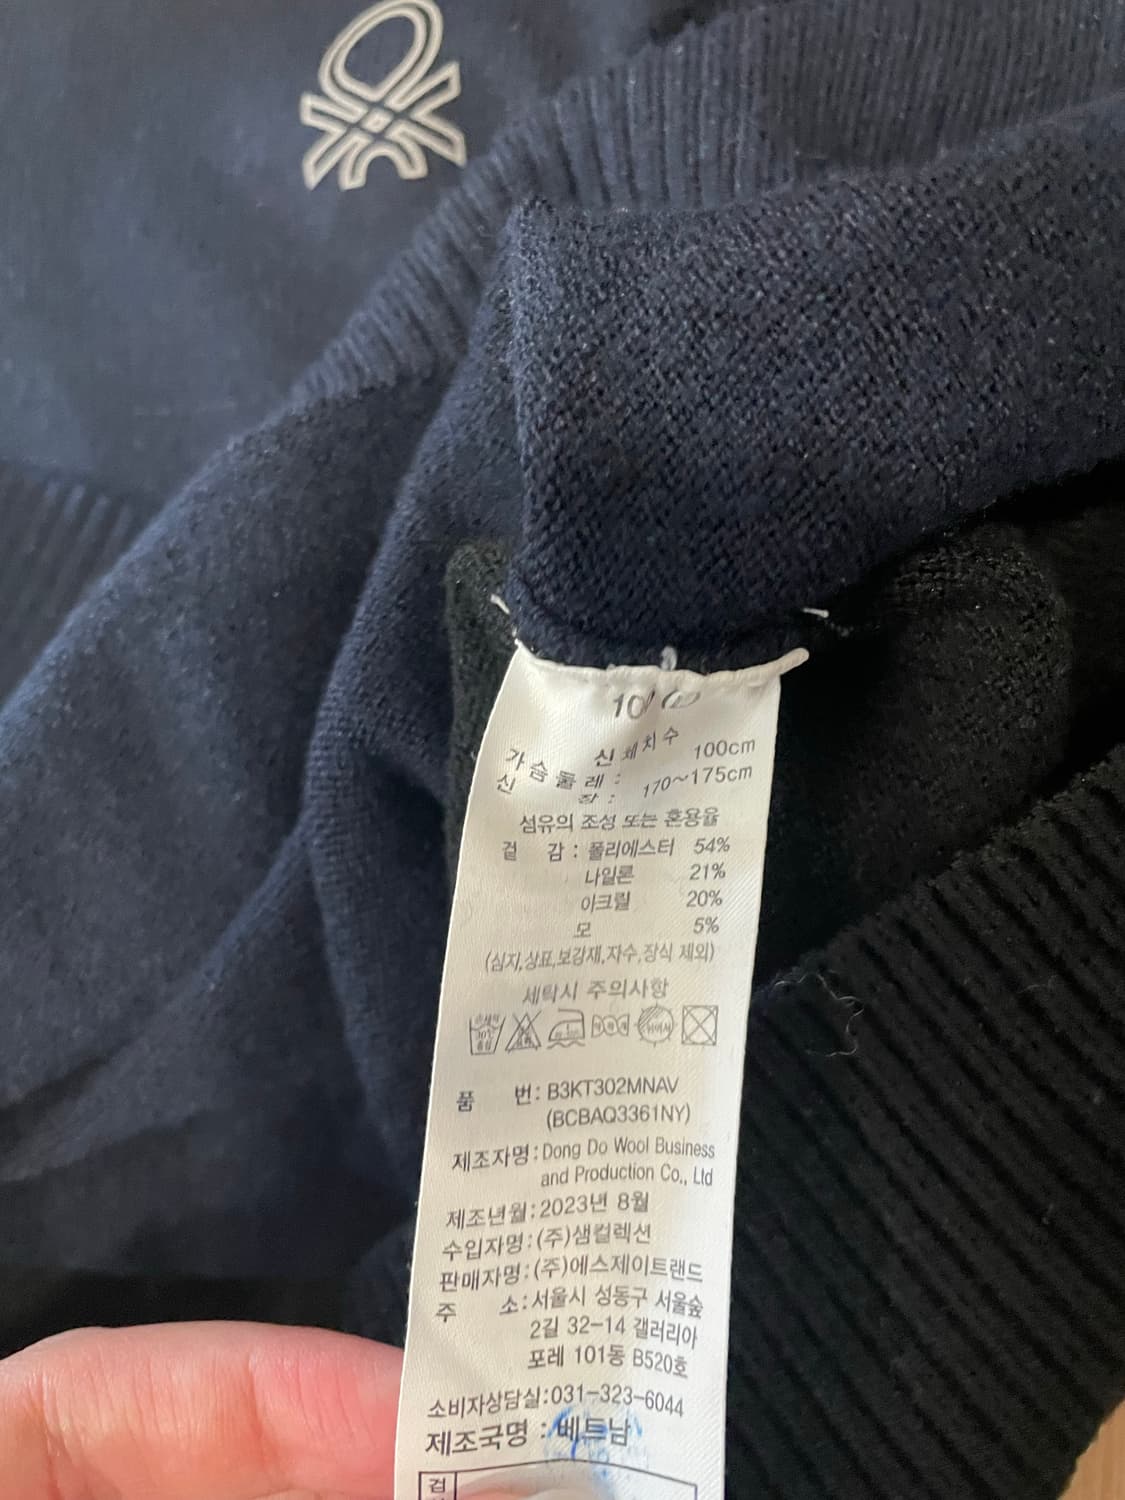 신체치수
가슴둘레: 100cm
신 장: 170~175cm
섬유의 조성 또는 혼용율
겉 감: 폴리에스터 54%
나일론 21%
아크릴 20%
모 5%
(심지,상표,보강재,자수,장식 제외)
세탁시 주의사항
품 번: B3KT302MNAV
(BCBAQ3361NY)
제조자명: Dong Do Wool Business
and Production Co., Ltd
제조년월: 2023년 8월
수입자명: (주)샘컬렉션
판매자명: (주)에스제이트랜드
주 소: 서울시 성동구 서울숲
2길 32-14 갤러리아
포레 101동 B520호
소비자상담실: 031-323-6044
제조국명 : 베트남
검